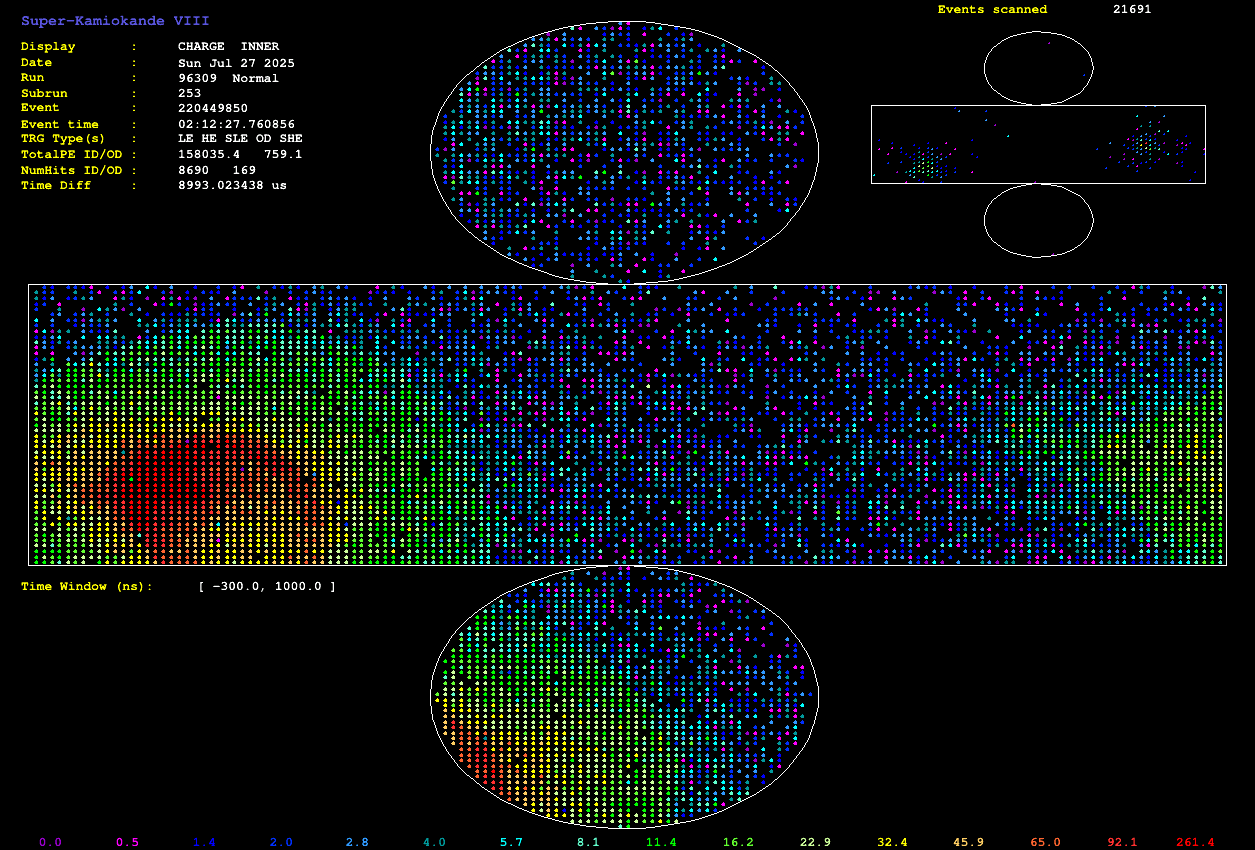 Super-Kamiokande VIII
Events scanned 21691
Display : CHARGE INNER
Date : Sun Jul 27 2025
Run : 96309 Normal
Subrun : 253
Event : 220449850
Event time : 02:12:27.760856
TRG Type(s) : LE HE SLE OD SHE
TotalPE ID/OD : 158035.4 759.1
NumHits ID/OD : 8690 169
Time Diff : 8993.023438 us
Time Window (ns): [ -300.0, 1000.0 ]
0.0 0.5 1.4 2.0 2.8 4.0 5.7 8.1 11.4 16.2 22.9 32.4 45.9 65.0 92.1 261.4